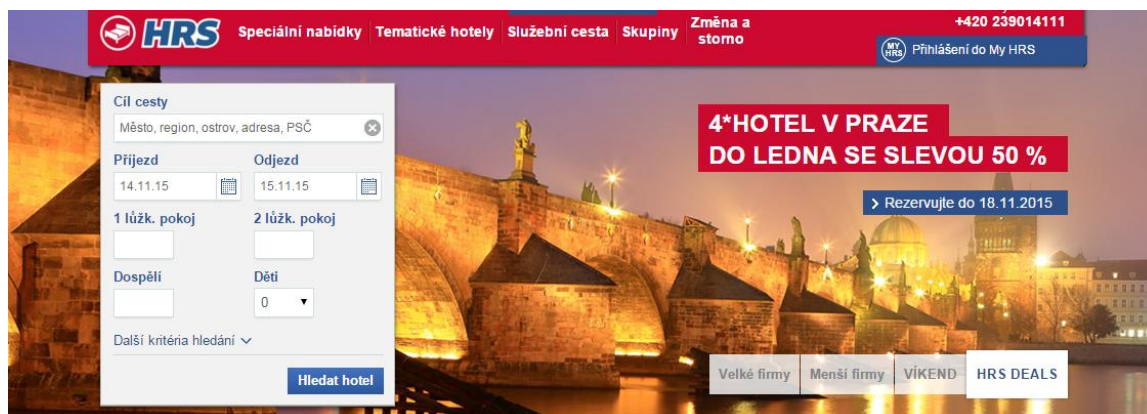 HRS
Speciální nabídky Tematické hotely Služební cesta Skupiny Změna a storno
+420 239014111
MY HRS Přihlášení do My HRS
Cíl cesty
Město, region, ostrov, adresa, PSČ
Příjezd Odjezd
14.11.15 15.11.15
1 lůžk. pokoj 2 lůžk. pokoj
Dospělí Děti
0
Další kritéria hledání
Hledat hotel
4*HOTEL V PRAZE
DO LEDNA SE SLEVOU 50 %
Rezervujte do 18.11.2015
Velké firmy Menší firmy VÍKEND HRS DEALS